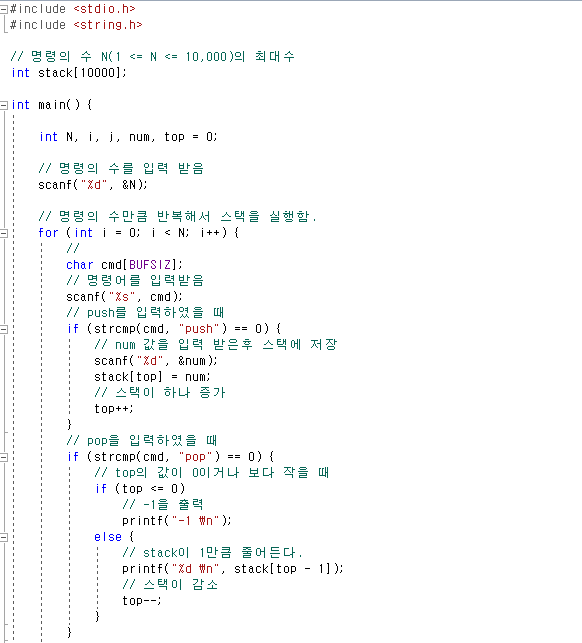 #include <stdio.h>
#include <string.h>
// 명령의 수 N(1 <= N <= 10,000)의 최대수
int stack[10000];
int main() {
int N, i, j, num, top = 0;
// 명령의 수를 입력 받음
scanf("%d", &N);
// 명령의 수만큼 반복해서 스택을 실행함.
for (int i = 0; i < N; i++) {
//
char cmd[BUFSIZ];
// 명령어를 입력받음
scanf("%s", cmd);
// push를 입력하였을 때
if (strcmp(cmd, "push") == 0) {
// num 값을 입력 받은후 스택에 저장
scanf("%d", &num);
stack[top] = num;
// 스택이 하나 증가
top++;
}
// pop을 입력하였을 때
if (strcmp(cmd, "pop") == 0) {
// top의 값이 0이거나 보다 작을 때
if (top <= 0)
// -1을 출력
printf("-1 ₩n");
else {
// stack이 1만큼 줄어든다.
printf("%d ₩n", stack[top - 1]);
// 스택이 감소
top--;
}
}